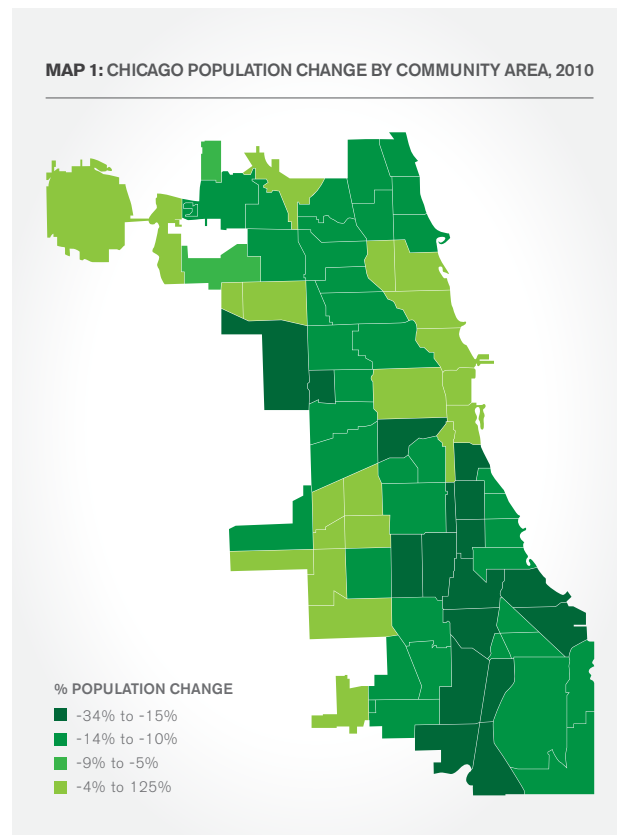 MAP 1: CHICAGO POPULATION CHANGE BY COMMUNITY AREA, 2010
% POPULATION CHANGE
-34% to -15%
-14% to -10%
-9% to -5%
-4% to 125%